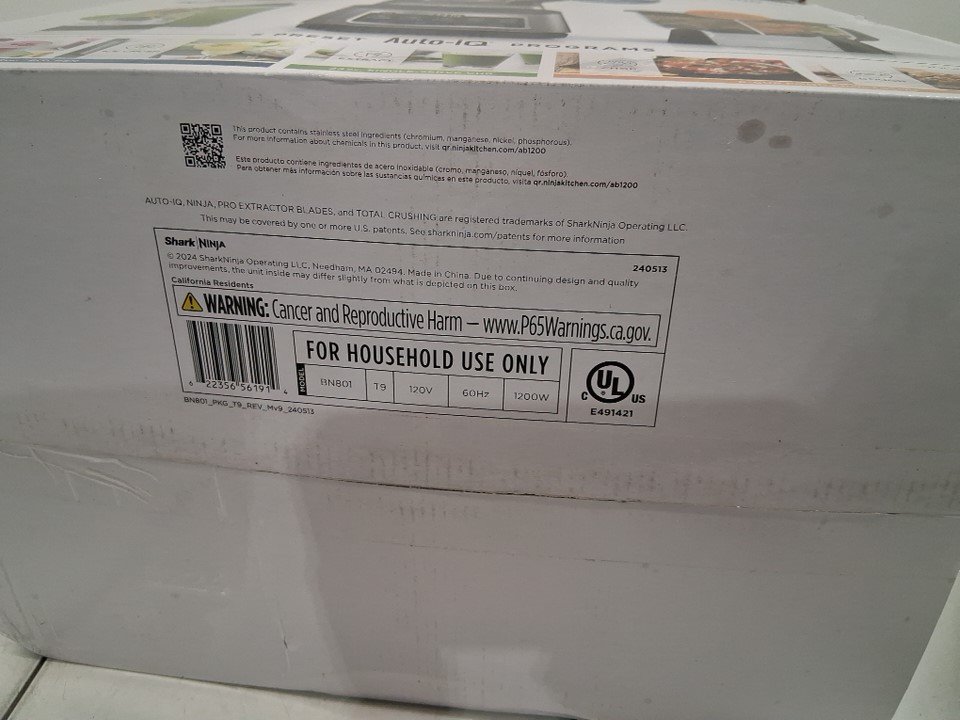 PRESET Auto-iQ PROGRAMS
This product contains stainless steel ingredients (chromium, manganese, nickel, phosphorous).
For more information about chemicals in this product, visit qr.ninjakitchen.com/ab1200
Este producto contiene ingredientes de acero inoxidable (cromo, manganeso, níquel, fósforo)
Para obtener más información sobre las sustancias químicas en este producto, visita qr.ninjakitchen.com/ab1200
AUTO-IQ, NINJA, PRO EXTRACTOR BLADES, and TOTAL CRUSHING are registered trademarks of SharkNinja Operating LLC.
This may be covered by one or more U.S. patents. See sharkninja.com/patents for more information
Shark|NINJA
240513
© 2024 SharkNinja Operating LLC, Needham, MA 02494. Made in China. Due to continuing design and quality
improvements, the unit inside may differ slightly from what is depicted on this box.
California Residents
WARNING: Cancer and Reproductive Harm – www.P65Warnings.ca.gov.
FOR HOUSEHOLD USE ONLY
MODEL BN801 T9 120V 60Hz 1200W
C UL US
E491421
6 22356 56191 4
BN801_PKG_T9_REV_Mv9_240513